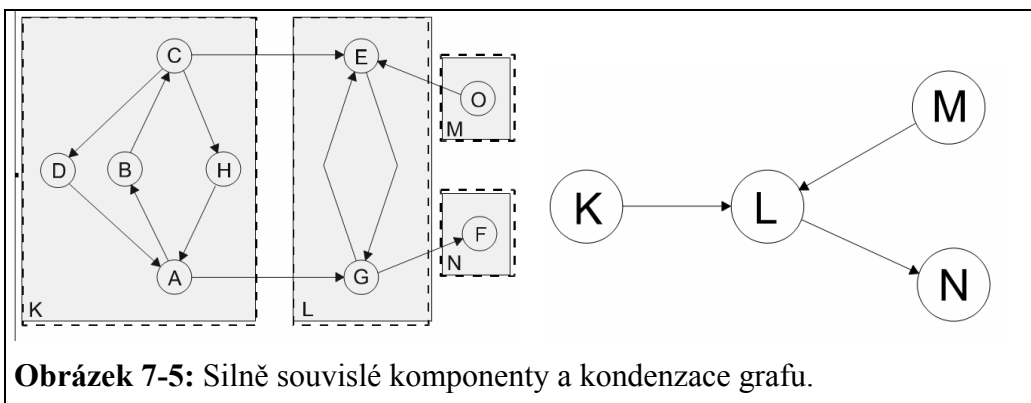 C
E
O
M
D
B
H
F
N
A
G
K
L
K
L
M
N
Obrázek 7-5: Silně souvislé komponenty a kondenzace grafu.